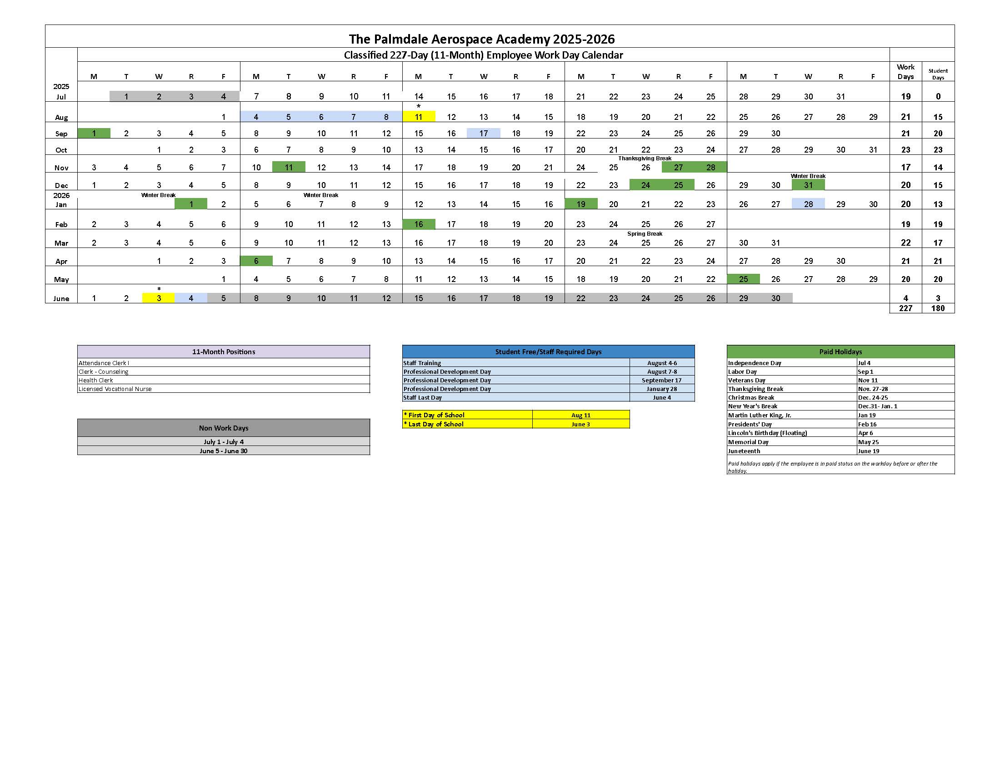 The Palmdale Aerospace Academy 2025-2026
Classified 227-Day (11-Month) Employee Work Day Calendar
M T W R F M T W R F M T W R F M T W R F M T W R F Work Days Student Days
2025
Jul 1 2 3 4 7 8 9 10 11 14 15 16 17 18 21 22 23 24 25 28 29 30 31 19 0
*
Aug 1 4 5 6 7 8 11 12 13 14 15 18 19 20 21 22 25 26 27 28 29 21 15
Sep 1 2 3 4 5 8 9 10 11 12 15 16 17 18 19 22 23 24 25 26 29 30 21 20
Oct 1 2 3 6 7 8 9 10 13 14 15 16 17 20 21 22 23 24 27 28 29 30 31 23 23
Thanksgiving Break
Nov 3 4 5 6 7 10 11 12 13 14 17 18 19 20 21 24 25 26 27 28 17 14
Winter Break
Dec 1 2 3 4 5 8 9 10 11 12 15 16 17 18 19 22 23 24 25 26 29 30 31 20 15
2026 Winter Break Winter Break
Jan 1 2 5 6 7 8 9 12 13 14 15 16 19 20 21 22 23 26 27 28 29 30 20 13
Feb 2 3 4 5 6 9 10 11 12 13 16 17 18 19 20 23 24 25 26 27 19 19
Spring Break
Mar 2 3 4 5 6 9 10 11 12 13 16 17 18 19 20 23 24 25 26 27 30 31 22 17
Apr 1 2 3 6 7 8 9 10 13 14 15 16 17 20 21 22 23 24 27 28 29 30 21 21
May 1 4 5 6 7 8 11 12 13 14 15 18 19 20 21 22 25 26 27 28 29 20 20
*
June 1 2 3 4 5 8 9 10 11 12 15 16 17 18 19 22 23 24 25 26 29 30 4 3
227 180
11-Month Positions
Attendance Clerk I
Clerk - Counseling
Health Clerk
Licensed Vocational Nurse
Non Work Days
July 1 - July 4
June 5 - June 30
Student Free/Staff Required Days
Staff Training August 4-6
Professional Development Day August 7-8
Professional Development Day September 17
Professional Development Day January 28
Staff Last Day June 4
* First Day of School Aug 11
* Last Day of School June 3
Paid Holidays
Independence Day Jul 4
Labor Day Sep 1
Veterans Day Nov 11
Thanksgiving Break Nov. 27-28
Christmas Break Dec. 24-25
New Year's Break Dec.31- Jan. 1
Martin Luther King, Jr. Jan 19
Presidents' Day Feb 16
Lincoln's Birthday (Floating) Apr 6
Memorial Day May 25
Juneteenth June 19
Paid holidays apply if the employee is in paid status on the workday before or after the
holiday.